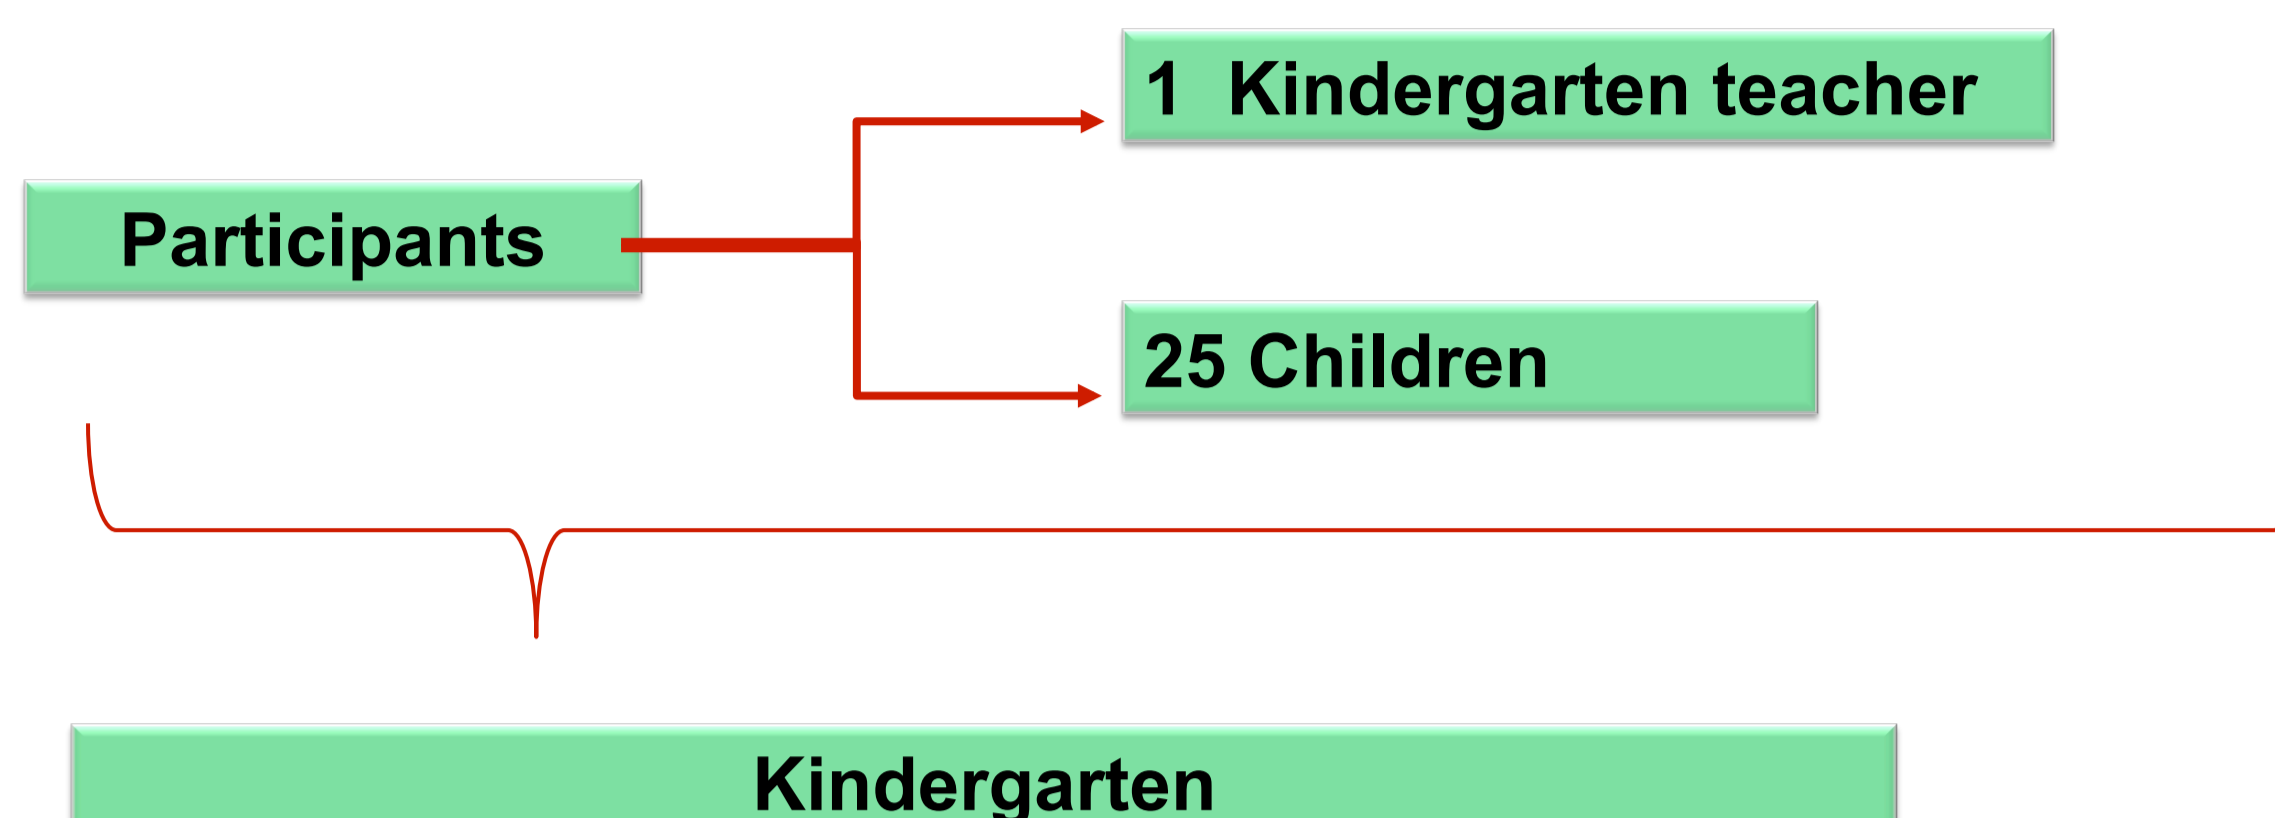 1 Kindergarten teacher
Participants
25 Children
Kindergarten